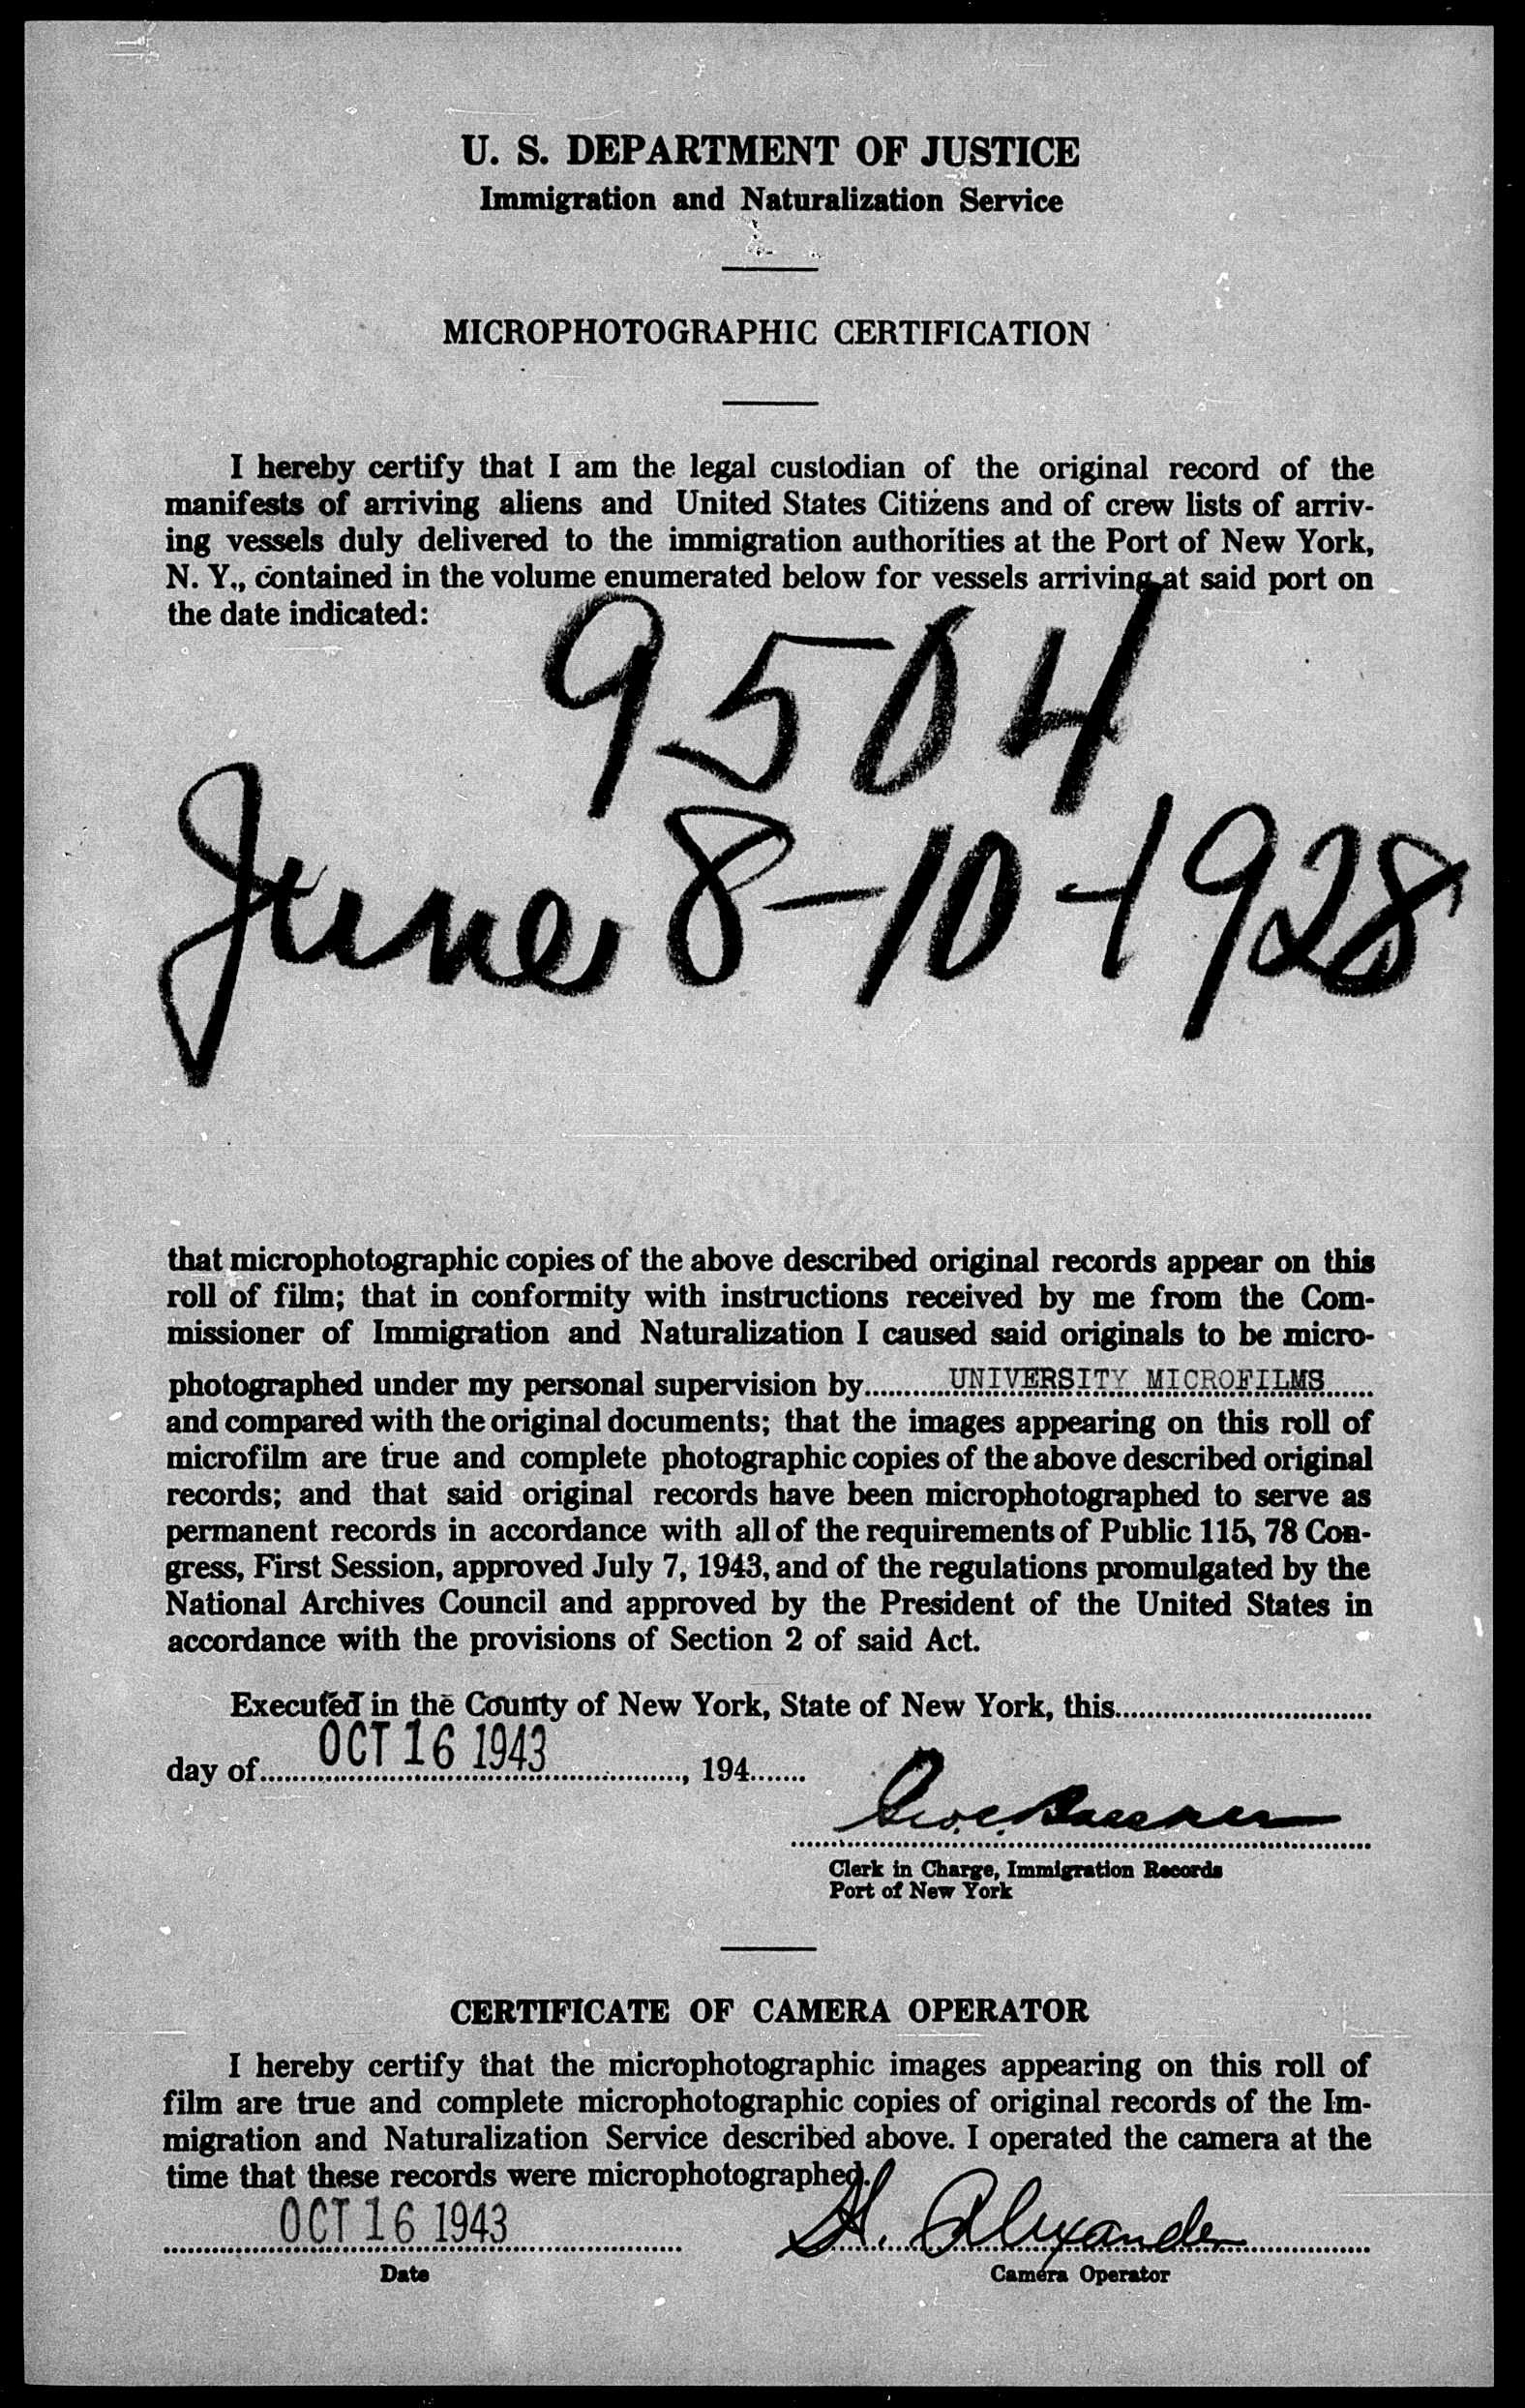 U. S. DEPARTMENT OF JUSTICE
Immigration and Naturalization Service
MICROPHOTOGRAPHIC CERTIFICATION
I hereby certify that I am the legal custodian of the original record of the
manifests of arriving aliens and United States Citizens and of crew lists of arriv-
ing vessels duly delivered to the immigration authorities at the Port of New York,
N. Y., contained in the volume enumerated below for vessels arriving at said port on
the date indicated:
9504
June 8-10-1928
that microphotographic copies of the above described original records appear on this
roll of film; that in conformity with instructions received by me from the Com-
missioner of Immigration and Naturalization I caused said originals to be micro-
photographed under my personal supervision by UNIVERSITY MICROFILMS
and compared with the original documents; that the images appearing on this roll of
microfilm are true and complete photographic copies of the above described original
records; and that said original records have been microphotographed to serve as
permanent records in accordance with all of the requirements of Public 115, 78 Con-
gress, First Session, approved July 7, 1943, and of the regulations promulgated by the
National Archives Council and approved by the President of the United States in
accordance with the provisions of Section 2 of said Act.
Executed in the County of New York, State of New York, this
day of OCT 16 1943, 194
Geo. C.
Clerk in Charge, Immigration Records
Port of New York
CERTIFICATE OF CAMERA OPERATOR
I hereby certify that the microphotographic images appearing on this roll of
film are true and complete microphotographic copies of original records of the Im-
migration and Naturalization Service described above. I operated the camera at the
time that these records were microphotographed.
OCT 16 1943 H. Alexander
Date Camera Operator